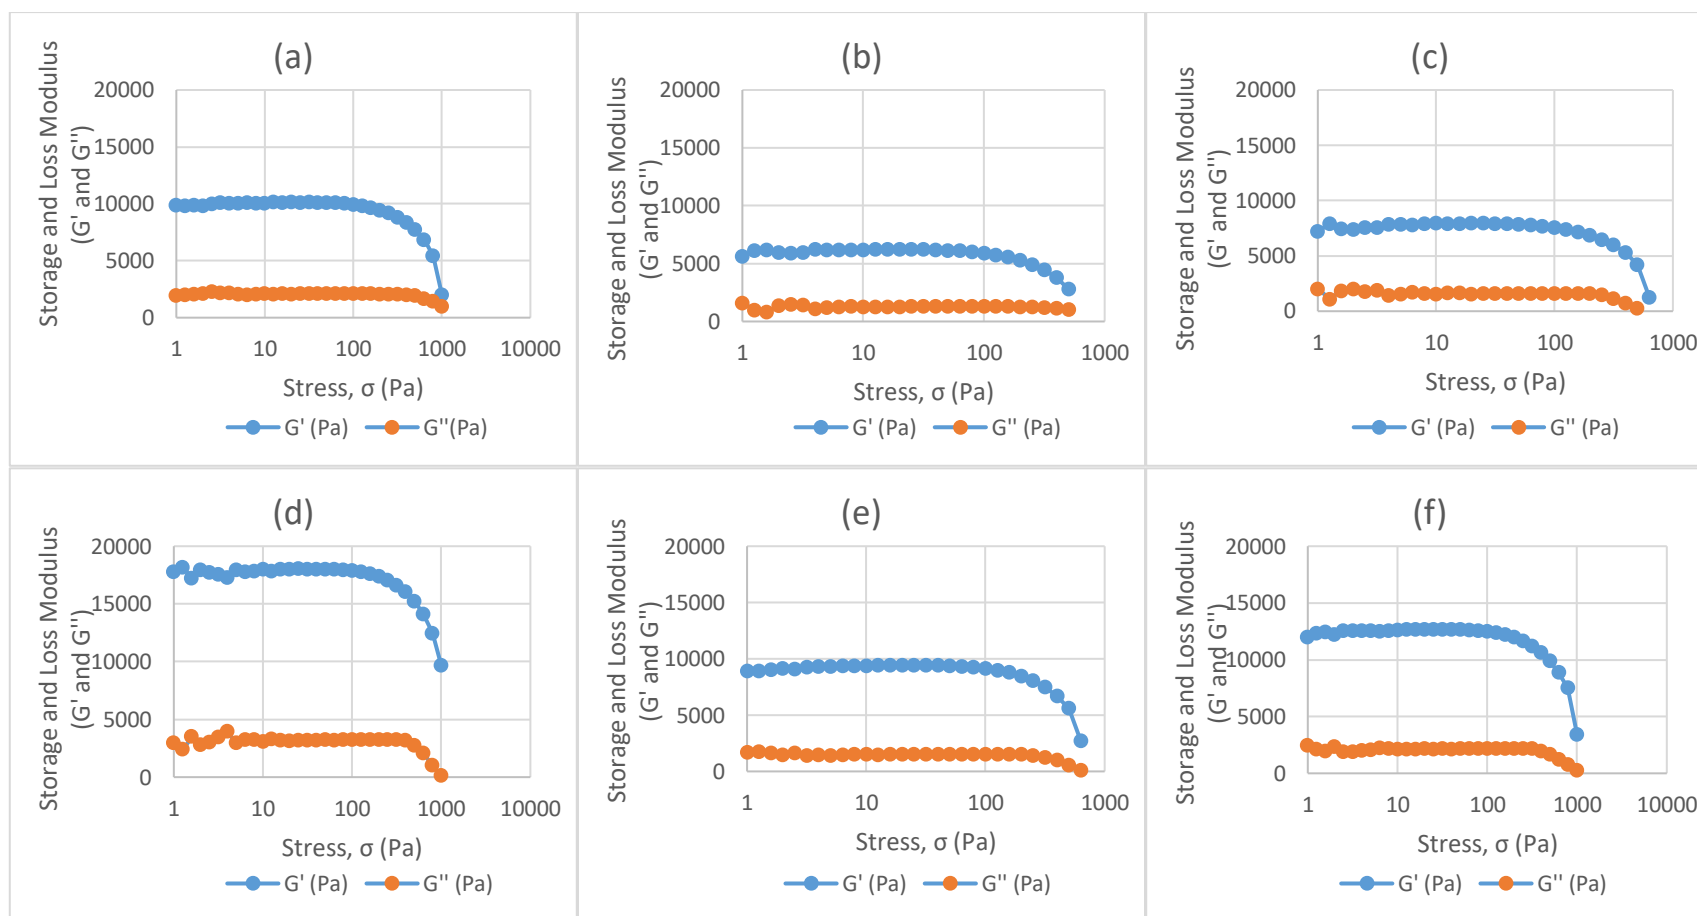 (a)
Storage and Loss Modulus
(G' and G'')
20000
15000
10000
5000
0
1 10 100 1000 10000
Stress, σ (Pa)
G' (Pa) G''(Pa)
(b)
Storage and Loss Modulus
(G' and G'')
20000
15000
10000
5000
0
1 10 100 1000
Stress, σ (Pa)
G' (Pa) G'' (Pa)
(c)
Storage and Loss Modulus
(G' and G'')
20000
15000
10000
5000
0
1 10 100 1000
Stress, σ (Pa)
G' (Pa) G'' (Pa)
(d)
Storage and Loss Modulus
(G' and G'')
20000
15000
10000
5000
0
1 10 100 1000 10000
Stress, σ (Pa)
G' (Pa) G'' (Pa)
(e)
Storage and Loss Modulus
(G' and G'')
20000
15000
10000
5000
0
1 10 100 1000
Stress, σ (Pa)
G' (Pa) G'' (Pa)
(f)
Storage and Loss Modulus
(G' and G'')
20000
15000
10000
5000
0
1 10 100 1000 10000
Stress, σ (Pa)
G' (Pa) G'' (Pa)